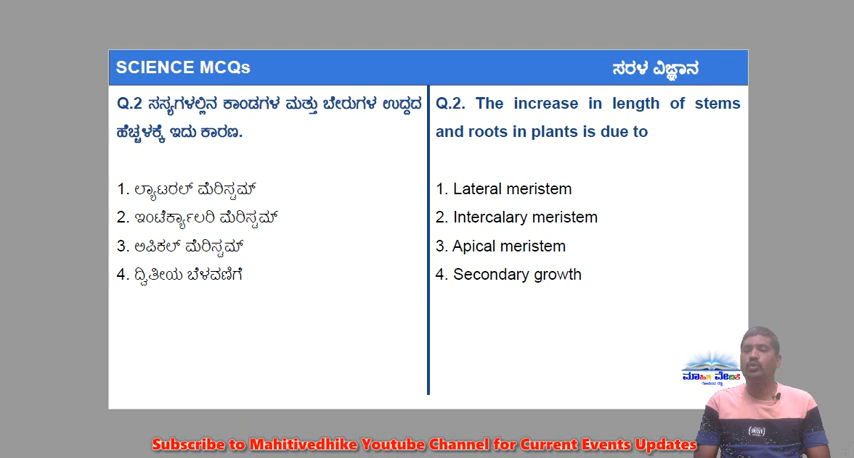 SCIENCE MCQs
ಸರಳ ವಿಜ್ಞಾನ
Q.2 ಸಸ್ಯಗಳಲ್ಲಿನ ಕಾಂಡಗಳ ಮತ್ತು ಬೇರುಗಳ ಉದ್ದದ
ಹೆಚ್ಚಳಕ್ಕೆ ಇದು ಕಾರಣ.
1. ಲ್ಯಾಟರಲ್ ಮೆರಿಸ್ಟಮ್
2. ಇಂಟೆರ್ಕ್ಯಾಲರಿ ಮೆರಿಸ್ಟಮ್
3. ಅಪಿಕಲ್ ಮೆರಿಸ್ಟಮ್
4. ದ್ವಿತೀಯ ಬೆಳವಣಿಗೆ
Q.2. The increase in length of stems
and roots in plants is due to
1. Lateral meristem
2. Intercalary meristem
3. Apical meristem
4. Secondary growth
ಮಾಹಿತಿ ವೇದಿಕೆ
Subscribe to Mahitivedhike Youtube Channel for Current Events Updates